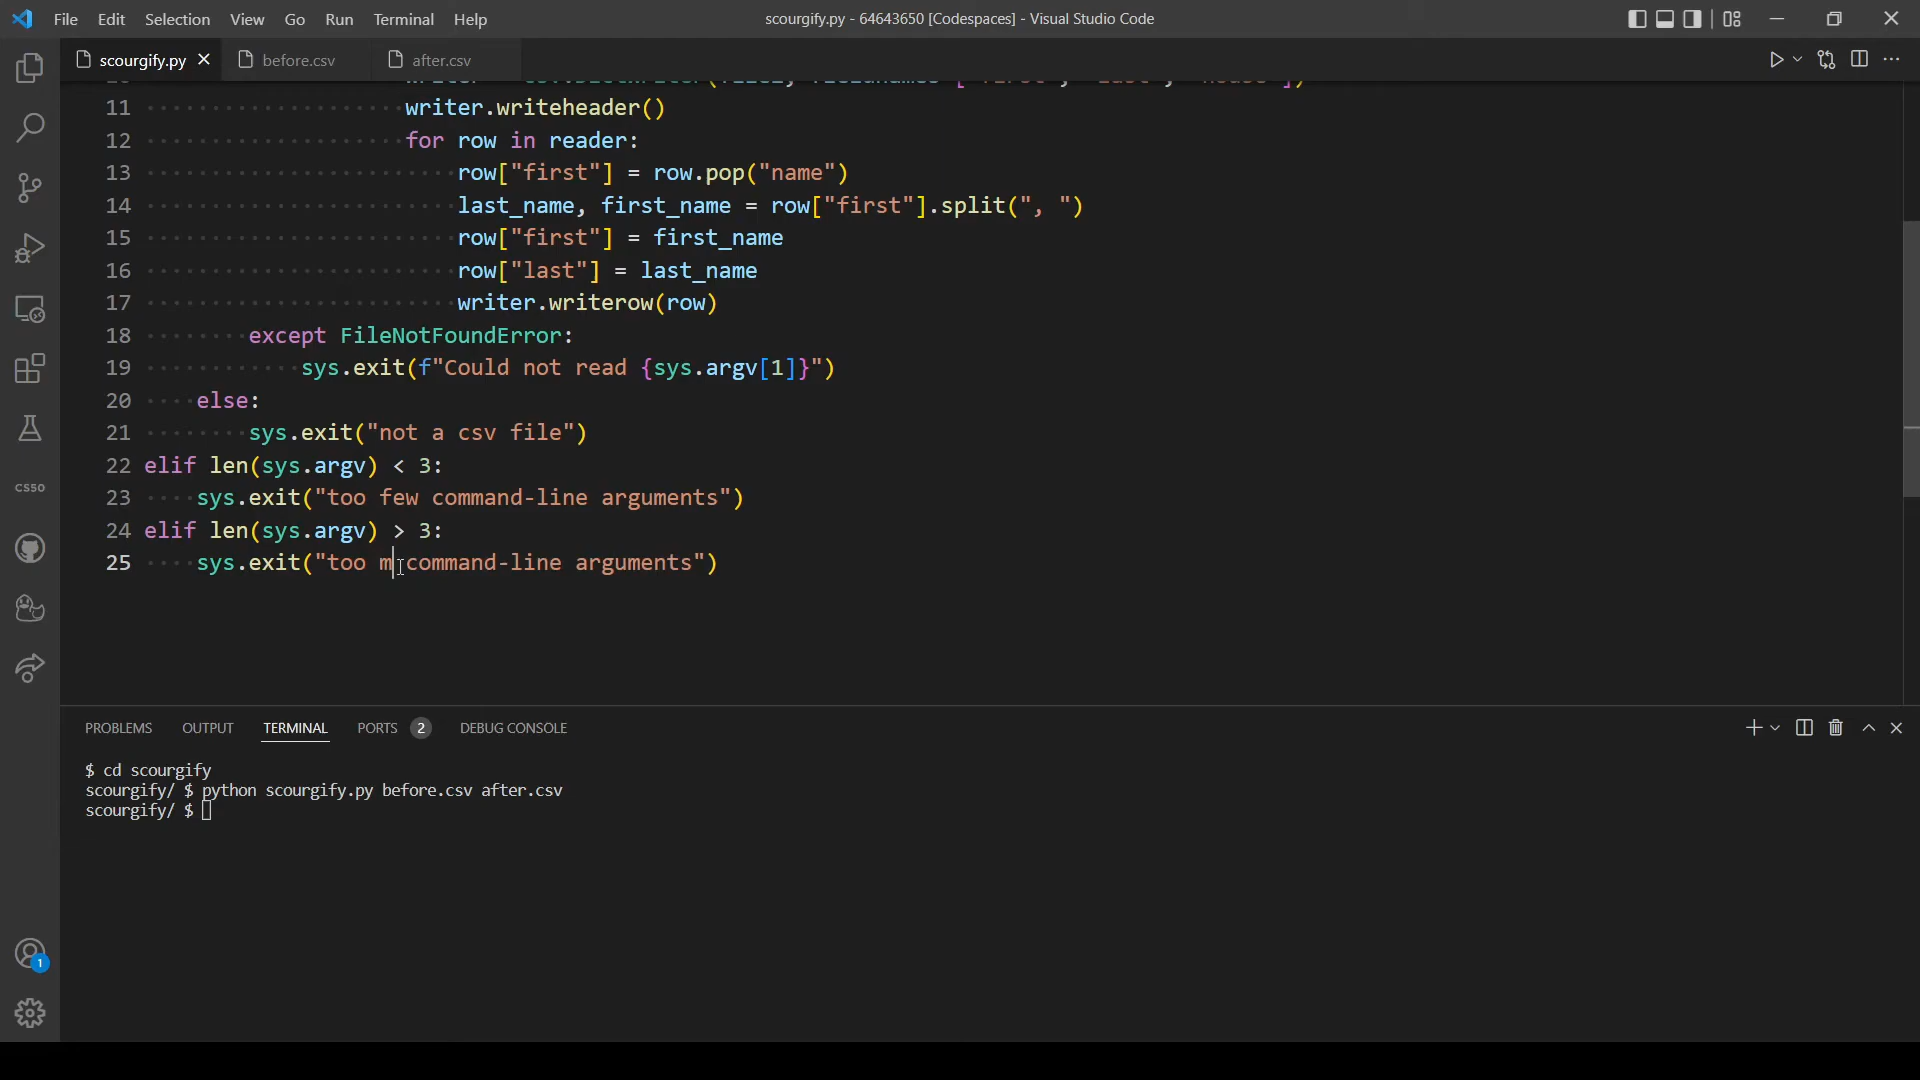 File Edit Selection View Go Run Terminal Help scourgify.py - 64643650 [Codespaces] - Visual Studio Code
scourgify.py before.csv after.csv
11 writer.writeheader()
12 for row in reader:
13 row["first"] = row.pop("name")
14 last_name, first_name = row["first"].split(", ")
15 row["first"] = first_name
16 row["last"] = last_name
17 writer.writerow(row)
18 except FileNotFoundError:
19 sys.exit(f"Could not read {sys.argv[1]}")
20 else:
21 sys.exit("not a csv file")
22 elif len(sys.argv) < 3:
23 sys.exit("too few command-line arguments")
24 elif len(sys.argv) > 3:
25 sys.exit("too m command-line arguments")
CS50
PROBLEMS OUTPUT TERMINAL PORTS 2 DEBUG CONSOLE
$ cd scourgify
scourgify/ $ python scourgify.py before.csv after.csv
scourgify/ $
1